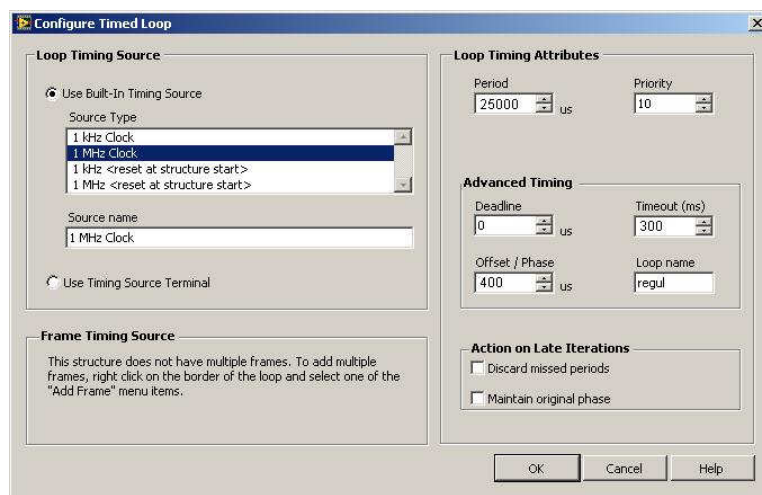 Configure Timed Loop
Loop Timing Source
Use Built-In Timing Source
Source Type
1 kHz Clock
1 MHz Clock
1 kHz <reset at structure start>
1 MHz <reset at structure start>
Source name
1 MHz Clock
Use Timing Source Terminal
Frame Timing Source
This structure does not have multiple frames. To add multiple
frames, right click on the border of the loop and select one of the
"Add Frame" menu items.
Loop Timing Attributes
Period
25000 us
Priority
10
Advanced Timing
Deadline
0 us
Timeout (ms)
300
Offset / Phase
400 us
Loop name
regul
Action on Late Iterations
Discard missed periods
Maintain original phase
OK
Cancel
Help